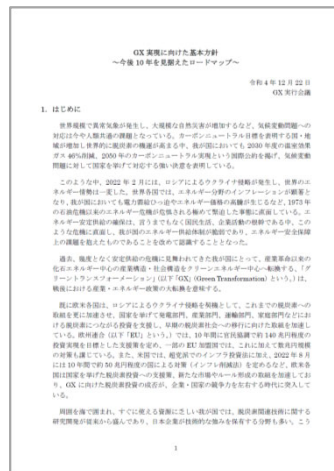 GX 実現に向けた基本方針
~今後 10 年を見据えたロードマップ~
令和 4 年 12 月 22 日
GX 実行会議
1. はじめに
世界規模で異常気象が発生し、大規模な自然災害が増加するなど、気候変動問題への
対応は今や人類共通の課題となっている。カーボンニュートラル目標を表明する国・地
域が増加し世界的に脱炭素の機運が高まる中、我が国においても 2030 年度の温室効果
ガス 46%削減、2050 年のカーボンニュートラル実現という国際公約を掲げ、気候変動
問題に対して国家を挙げて対応する強い決意を表明している。
このような中、2022 年 2 月には、ロシアによるウクライナ侵略が発生し、世界のエ
ネルギー情勢は一変した。世界各国では、エネルギー分野のインフレーションが顕著と
なり、我が国においても電力需給ひっ迫やエネルギー価格の高騰が生じるなど、1973 年
の石油危機以来のエネルギー危機が危惧される極めて緊迫した事態に直面している。エ
ネルギー安定供給の確保は、言うまでもなく国民生活、企業活動の根幹である中、この
ような危機に直面し、我が国のエネルギー供給体制が脆弱であり、エネルギー安全保障
上の課題を抱えたものであることを改めて認識することとなった。
過去、幾度となく安定供給の危機に見舞われてきた我が国にとって、産業革命以来の
化石エネルギー中心の産業構造・社会構造をクリーンエネルギー中心へ転換する、「グ
リーントランスフォーメーション」(以下「GX」(Green Transformation)という。)は、
戦後における産業・エネルギー政策の大転換を意味する。
既に欧米各国は、ロシアによるウクライナ侵略を契機として、これまでの脱炭素への
取組を更に加速させ、国家を挙げて発電部門、産業部門、運輸部門、家庭部門などにお
ける脱炭素につながる投資を支援し、早期の脱炭素社会への移行に向けた取組を加速し
ている。欧州連合(以下「EU」という。)では、10 年間に官民協調で約 140 兆円程度の
投資実現を目標とした支援策を定め、一部の EU 加盟国では、これに加えて数兆円規模
の対策も講じている。また、米国では、超党派でのインフラ投資法に加え、2022 年 8 月
には 10 年間で約 50 兆円程度の国による対策(インフレ削減法)を定めるなど、欧米各
国は国家を挙げた脱炭素投資への支援策、新たな市場やルール形成の取組を加速してお
り、GX に向けた脱炭素投資の成否が、企業・国家の競争力を左右する時代に突入して
いる。
周囲を海で囲まれ、すぐに使える資源に乏しい我が国では、脱炭素関連技術に関する
研究開発が従来から盛んであり、日本企業が技術的な強みを保有する分野も多い。こう
1